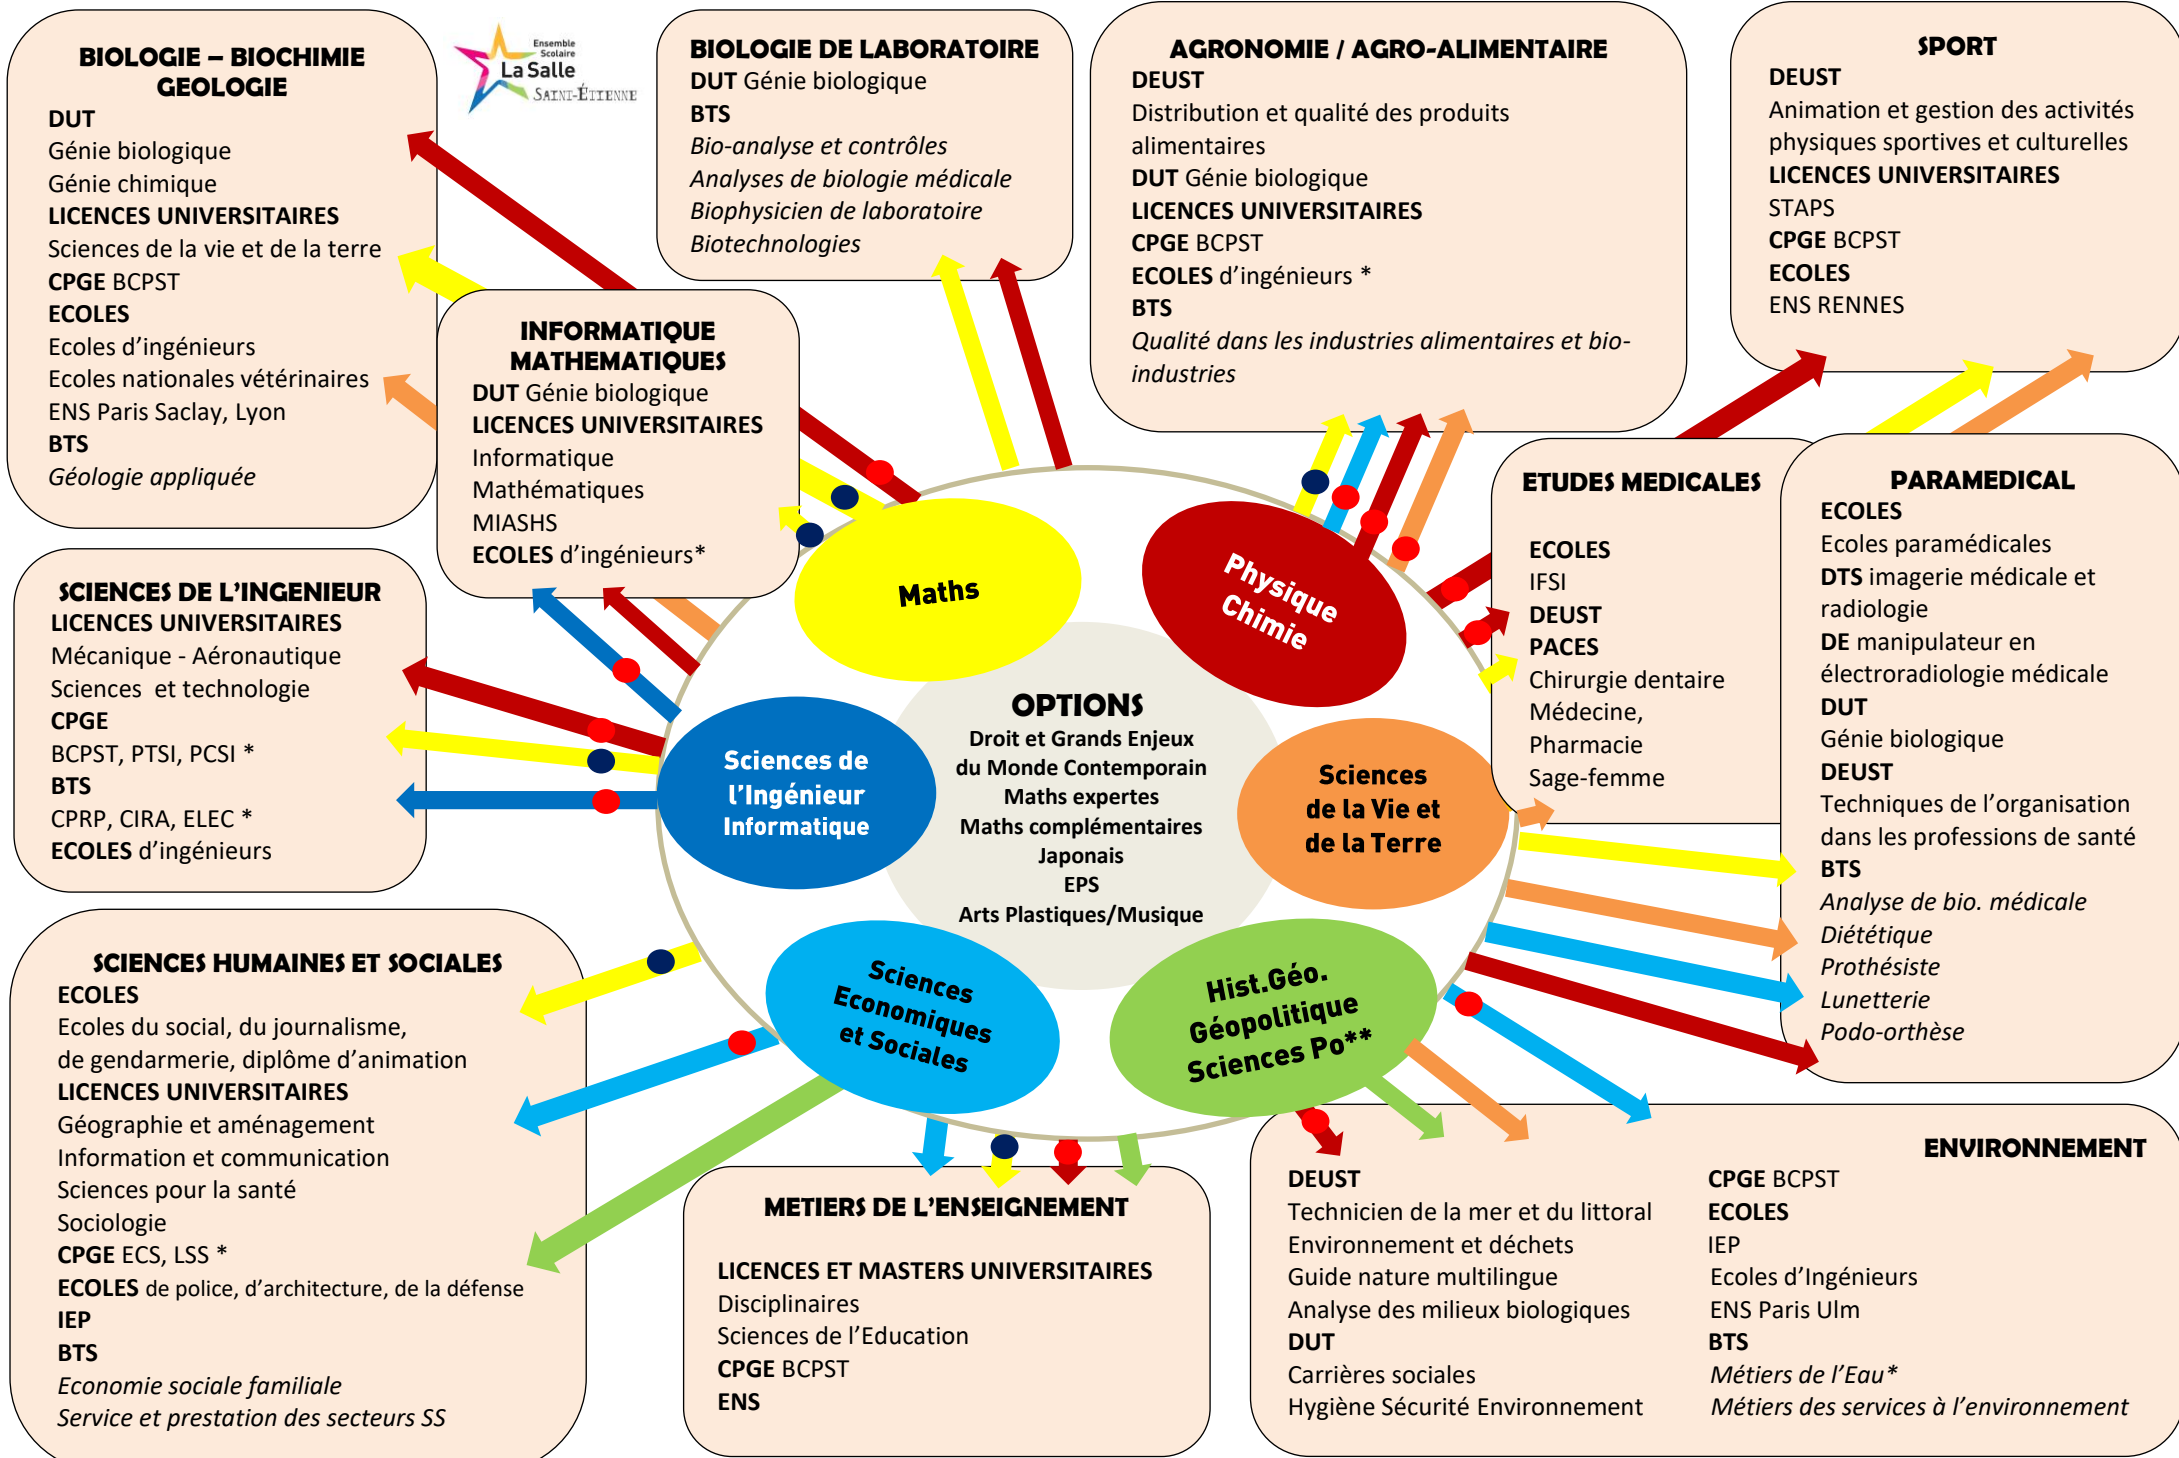 BIOLOGIE – BIOCHIMIE
GEOLOGIE
DUT
Génie biologique
Génie chimique
LICENCES UNIVERSITAIRES
Sciences de la vie et de la terre
CPGE BCPST
ECOLES
Ecoles d'ingénieurs
Ecoles nationales vétérinaires
ENS Paris Saclay, Lyon
BTS
Géologie appliquée
Ensemble
Scolaire
La Salle
SAINT-ÉTIENNE
BIOLOGIE DE LABORATOIRE
DUT Génie biologique
BTS
Bio-analyse et contrôles
Analyses de biologie médicale
Biophysicien de laboratoire
Biotechnologies
AGRONOMIE / AGRO-ALIMENTAIRE
DEUST
Distribution et qualité des produits
alimentaires
DUT Génie biologique
LICENCES UNIVERSITAIRES
CPGE BCPST
ECOLES d'ingénieurs *
BTS
Qualité dans les industries alimentaires et bio-
industries
SPORT
DEUST
Animation et gestion des activités
physiques sportives et culturelles
LICENCES UNIVERSITAIRES
STAPS
CPGE BCPST
ECOLES
ENS RENNES
INFORMATIQUE
MATHEMATIQUES
DUT Génie biologique
LICENCES UNIVERSITAIRES
Informatique
Mathématiques
MIASHS
ECOLES d'ingénieurs*
ETUDES MEDICALES
ECOLES
IFSI
DEUST
PACES
Chirurgie dentaire
Médecine,
Pharmacie
Sage-femme
PARAMEDICAL
ECOLES
Ecoles paramédicales
DTS imagerie médicale et
radiologie
DE manipulateur en
électroradiologie médicale
DUT
Génie biologique
DEUST
Techniques de l'organisation
dans les professions de santé
BTS
Analyse de bio. médicale
Diététique
Prothésiste
Lunetterie
Podo-orthèse
SCIENCES DE L'INGENIEUR
LICENCES UNIVERSITAIRES
Mécanique - Aéronautique
Sciences et technologie
CPGE
BCPST, PTSI, PCSI *
BTS
CPRP, CIRA, ELEC *
ECOLES d'ingénieurs
Maths
Physique
Chimie
Sciences de
l'Ingénieur
Informatique
OPTIONS
Droit et Grands Enjeux
du Monde Contemporain
Maths expertes
Maths complémentaires
Japonais
EPS
Arts Plastiques/Musique
Sciences
de la Vie et
de la Terre
Sciences
Economiques
et Sociales
Hist.Géo.
Géopolitique
Sciences Po**
SCIENCES HUMAINES ET SOCIALES
ECOLES
Ecoles du social, du journalisme,
de gendarmerie, diplôme d'animation
LICENCES UNIVERSITAIRES
Géographie et aménagement
Information et communication
Sciences pour la santé
Sociologie
CPGE ECS, LSS *
ECOLES de police, d'architecture, de la défense
IEP
BTS
Economie sociale familiale
Service et prestation des secteurs SS
METIERS DE L'ENSEIGNEMENT
LICENCES ET MASTERS UNIVERSITAIRES
Disciplinaires
Sciences de l'Education
CPGE BCPST
ENS
ENVIRONNEMENT
DEUST
Technicien de la mer et du littoral
Environnement et déchets
Guide nature multilingue
Analyse des milieux biologiques
DUT
Carrières sociales
Hygiène Sécurité Environnement
CPGE BCPST
ECOLES
IEP
Ecoles d'Ingénieurs
ENS Paris Ulm
BTS
Métiers de l'Eau*
Métiers des services à l'environnement